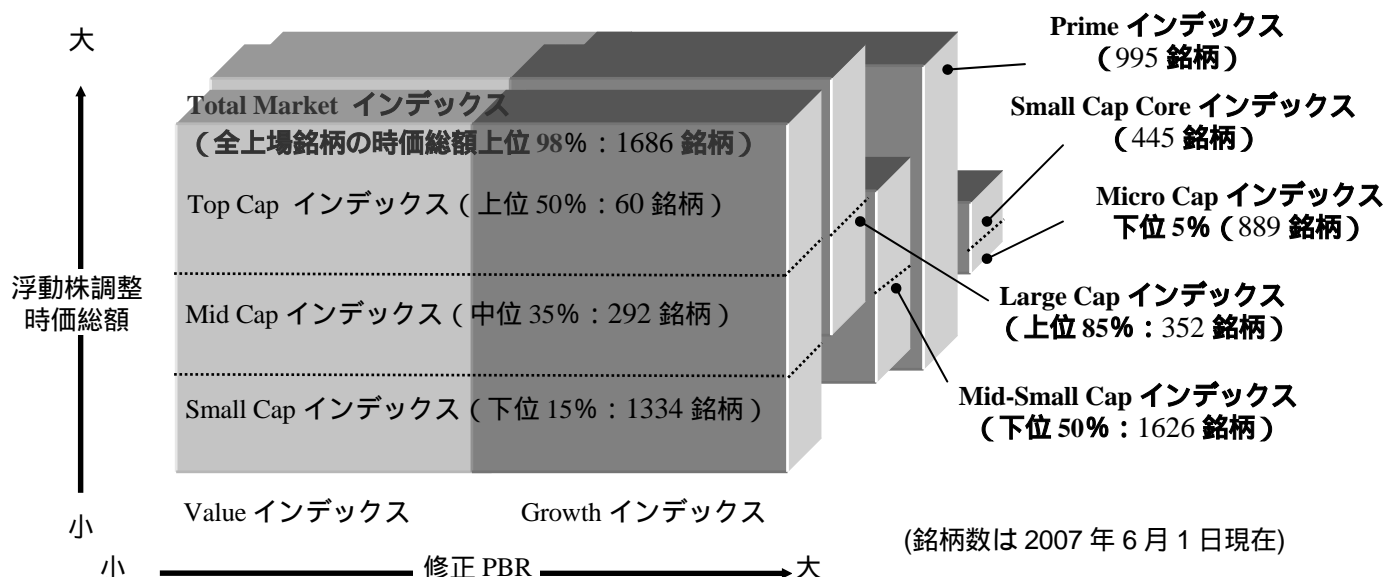 大
浮動株調整
時価総額
小
Total Market インデックス
（全上場銘柄の時価総額上位 98%：1686 銘柄）
Top Cap インデックス（上位 50%：60 銘柄）
Mid Cap インデックス（中位 35%：292 銘柄）
Small Cap インデックス（下位 15%：1334 銘柄）
Value インデックス
Growth インデックス
小
修正 PBR
大
Prime インデックス
（995 銘柄）
Small Cap Core インデックス
（445 銘柄）
Micro Cap インデックス
下位 5%（889 銘柄）
Large Cap インデックス
（上位 85%：352 銘柄）
Mid-Small Cap インデックス
（下位 50%：1626 銘柄）
(銘柄数は 2007 年 6 月 1 日現在)